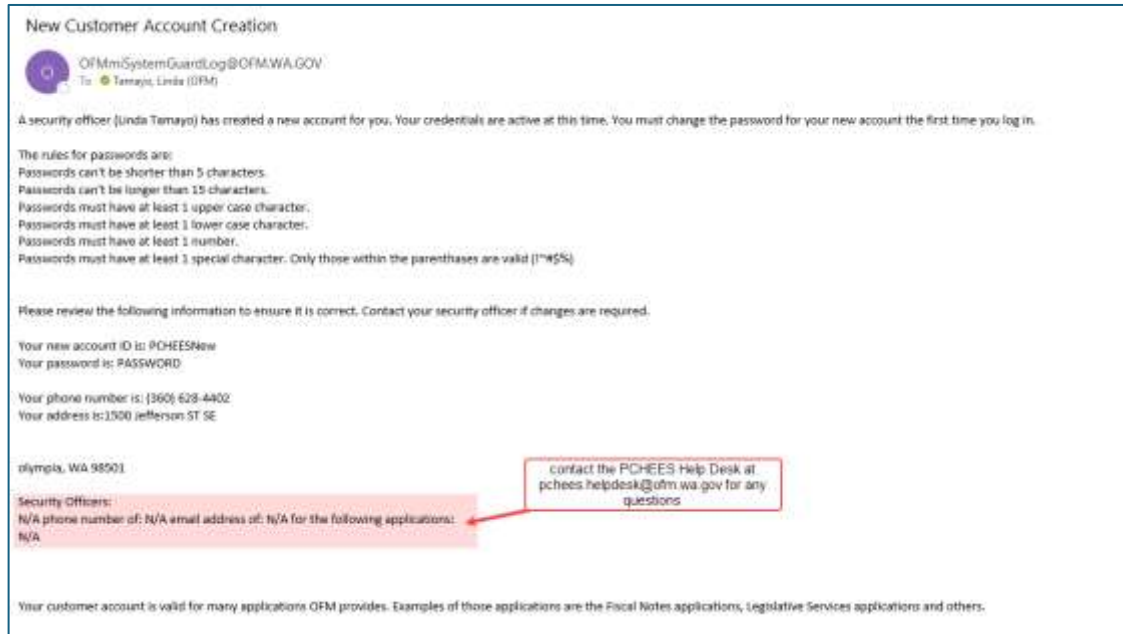 New Customer Account Creation
O
OFMmiSystemGuardLog@OFM.WA.GOV
To Tamayo, Linda (OFM)
A security officer (Linda Tamayo) has created a new account for you. Your credentials are active at this time. You must change the password for your new account the first time you log in.
The rules for passwords are:
Passwords can't be shorter than 5 characters.
Passwords can't be longer than 15 characters.
Passwords must have at least 1 upper case character.
Passwords must have at least 1 lower case character.
Passwords must have at least 1 number.
Passwords must have at least 1 special character. Only those within the parenthases are valid (!~#$%)
Please review the following information to ensure it is correct. Contact your security officer if changes are required.
Your new account ID is: PCHEESNew
Your password is: PASSWORD
Your phone number is: (360) 628-4402
Your address is:1500 Jefferson ST SE
olympia, WA 98501
contact the PCHEES Help Desk at
pchees.helpdesk@ofm.wa.gov for any
questions
Security Officers:
N/A phone number of: N/A email address of: N/A for the following applications:
N/A
Your customer account is valid for many applications OFM provides. Examples of those applications are the Fiscal Notes applications, Legislative Services applications and others.